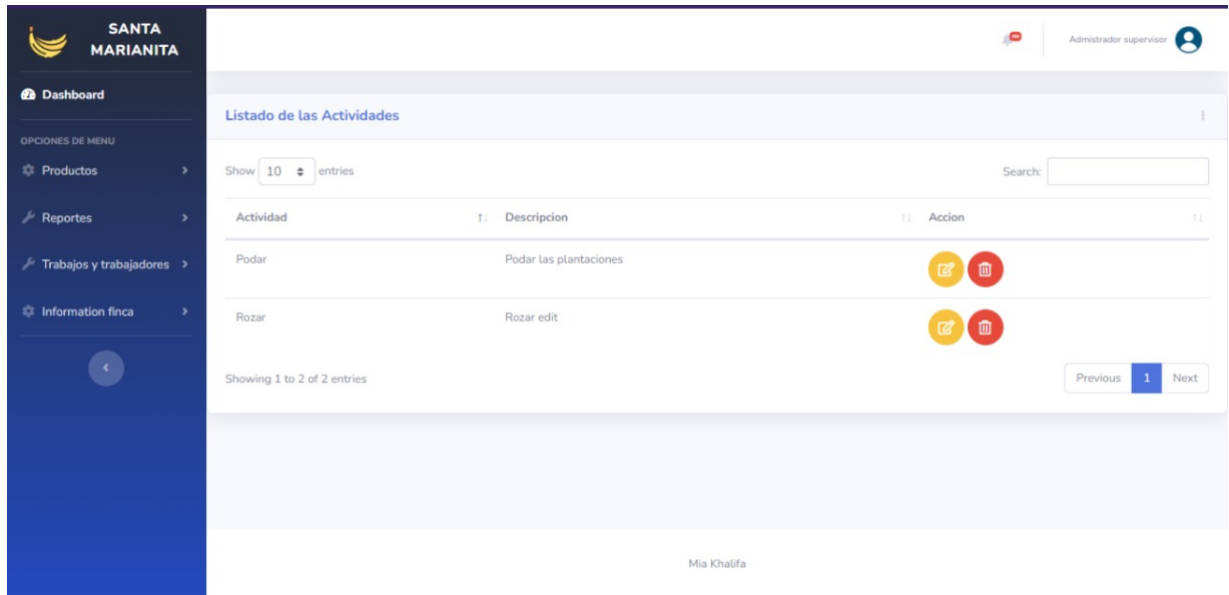 SANTA
MARIANITA
Admistrador supervisor
Dashboard
Listado de las Actividades
OPCIONES DE MENU
Productos
Show 10 entries
Search:
Reportes
Actividad Descripcion Accion
Trabajos y trabajadores
Podar Podar las plantaciones
Information finca
Rozar Rozar edit
Showing 1 to 2 of 2 entries
Previous 1 Next
Mia Khalifa